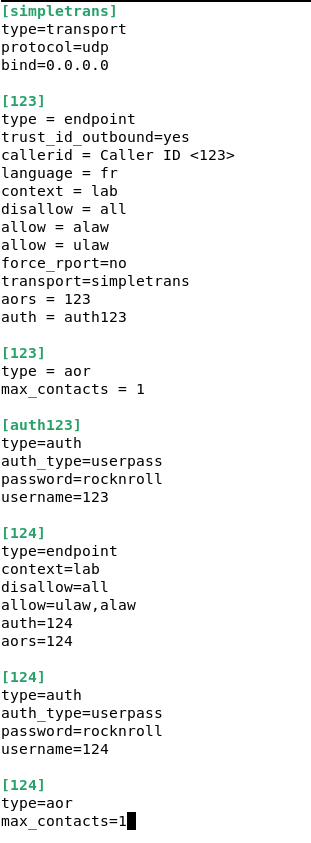 [simpletrans]
type=transport
protocol=udp
bind=0.0.0.0
[123]
type = endpoint
trust_id_outbound=yes
callerid = Caller ID <123>
language = fr
context = lab
disallow = all
allow = alaw
allow = ulaw
force_rport=no
transport=simpletrans
aors = 123
auth = auth123
[123]
type = aor
max_contacts = 1
[auth123]
type=auth
auth_type=userpass
password=rocknroll
username=123
[124]
type=endpoint
context=lab
disallow=all
allow=ulaw,alaw
auth=124
aors=124
[124]
type=auth
auth_type=userpass
password=rocknroll
username=124
[124]
type=aor
max_contacts=1